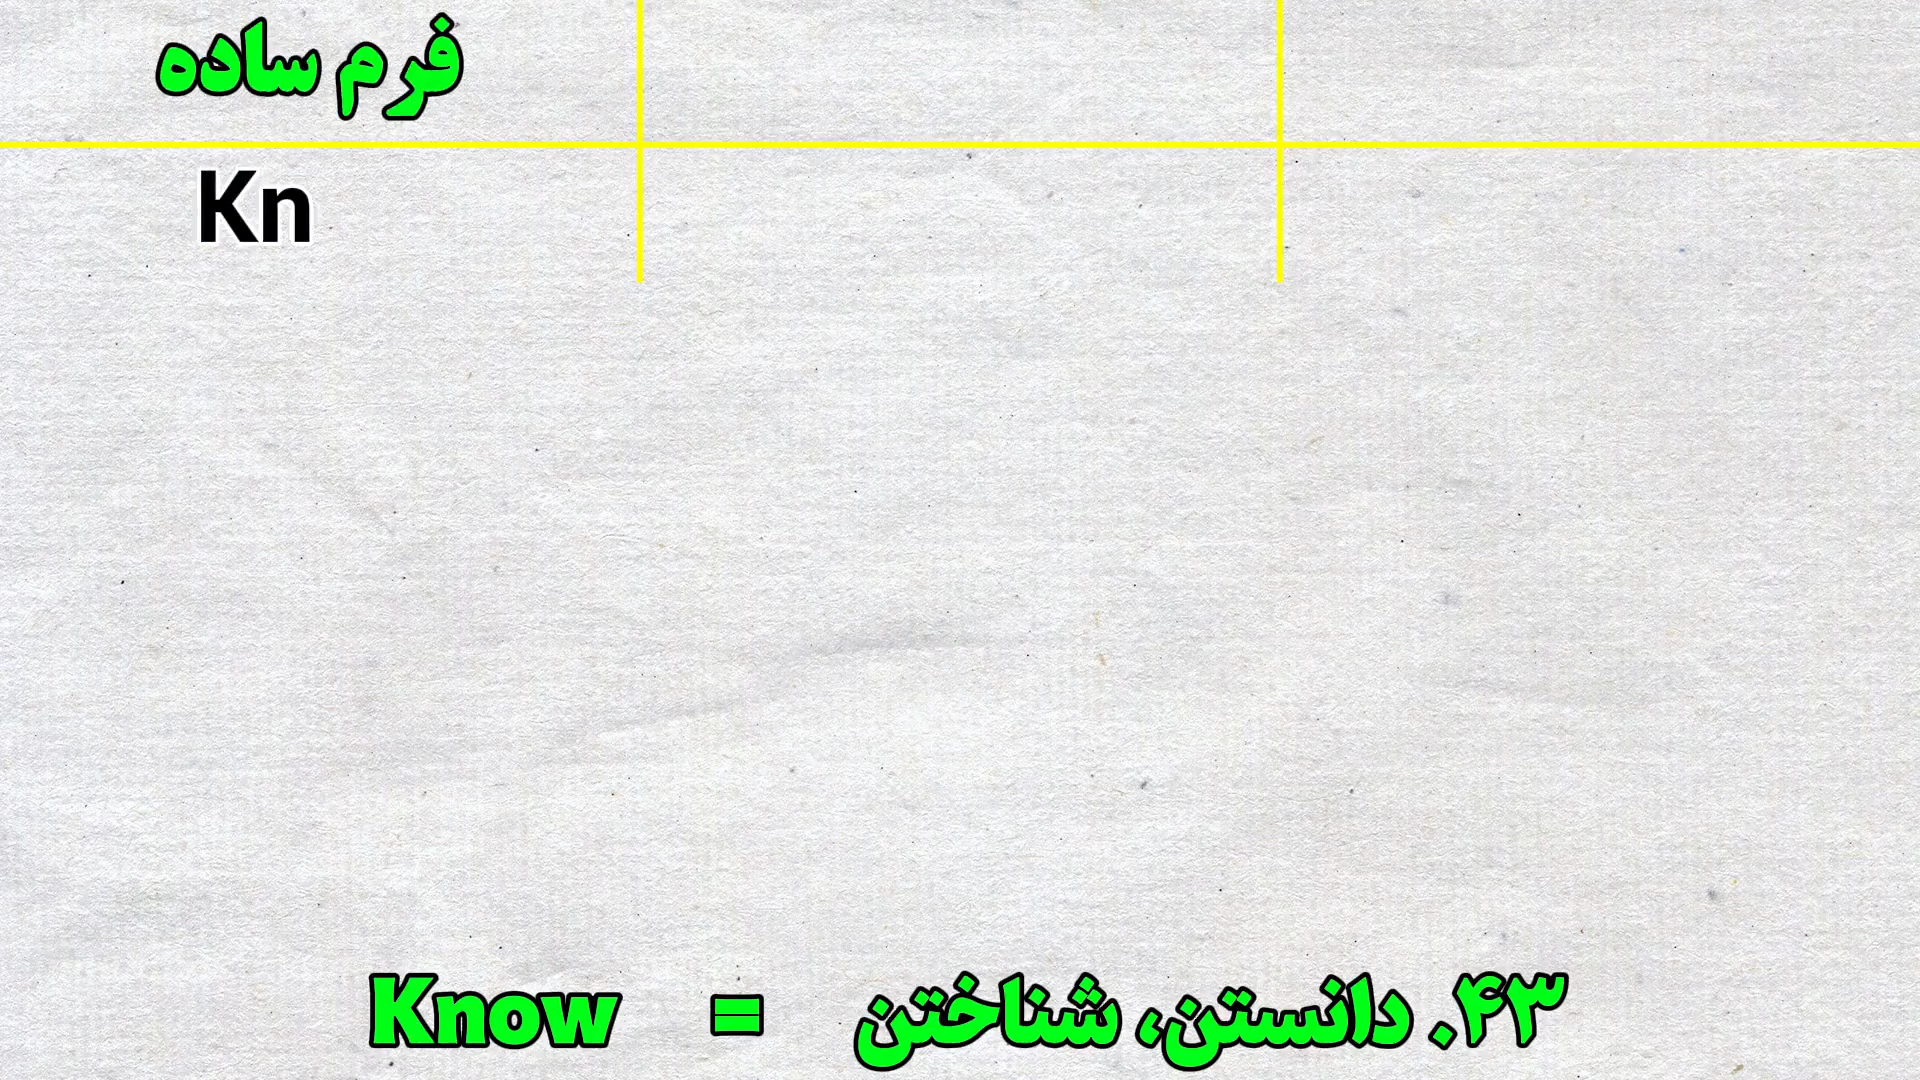 فرم ساده
Kn
۴۳. دانستن، شناختن = Know